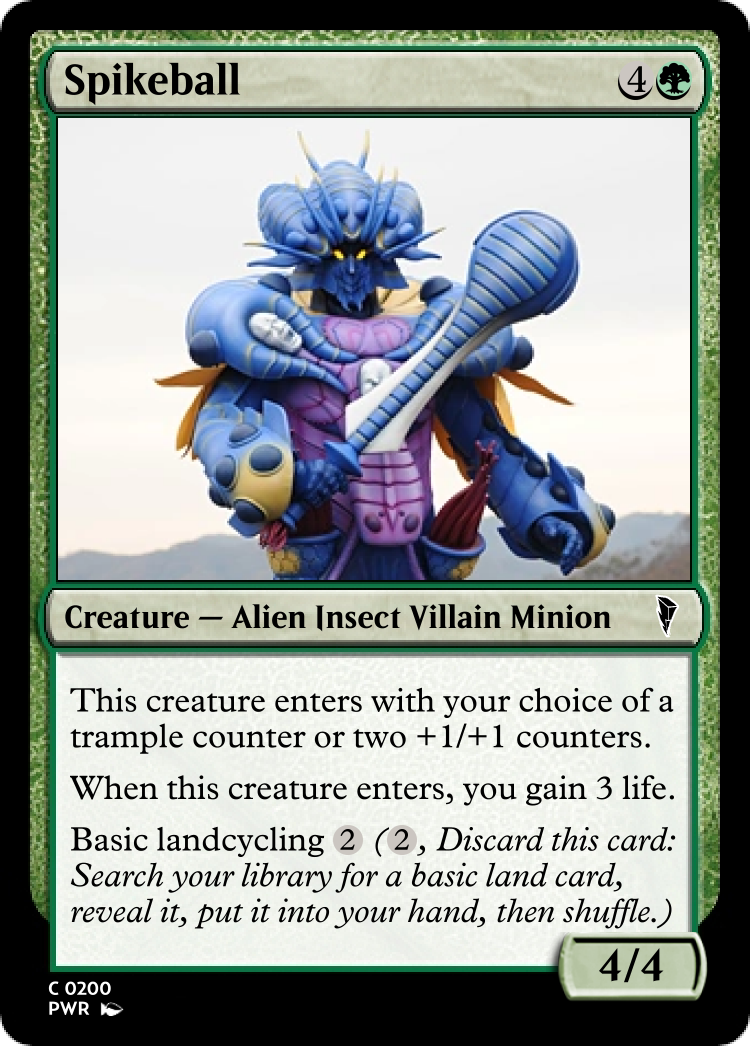 Spikeball 4
Creature — Alien Insect Villain Minion
This creature enters with your choice of a
trample counter or two +1/+1 counters.
When this creature enters, you gain 3 life.
Basic landcycling 2 (2, Discard this card:
Search your library for a basic land card,
reveal it, put it into your hand, then shuffle.)
4/4
C 0200
PWR